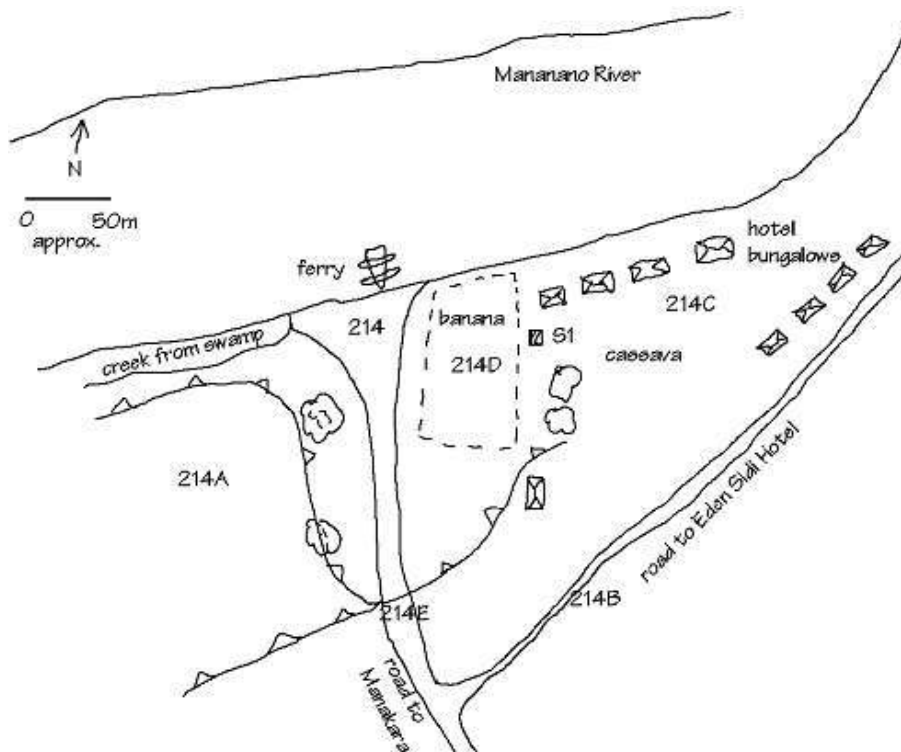 Mananano River
N
0 50m
approx.
ferry
hotel
bungalows
214
banana
214C
creek from swamp
S1
214D
cassava
214A
road to Eden Sidi Hotel
214B
214E
road to
Manakara